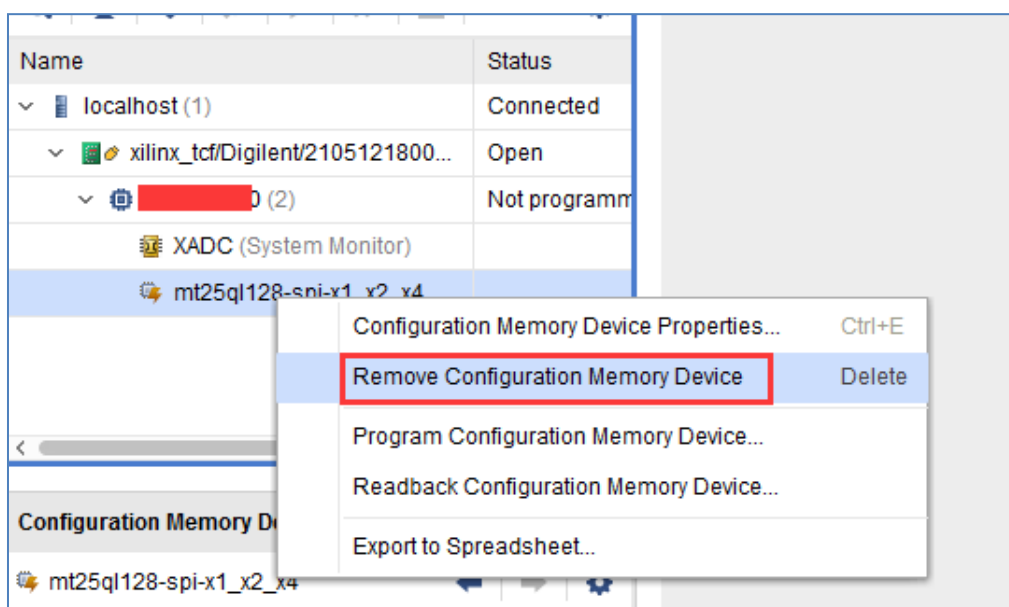 Name Status
localhost (1) Connected
xilinx_tcf/Digilent/2105121800... Open
(2) Not programm
XADC (System Monitor)
mt25ql128-spi-x1_x2_x4
Configuration Memory Device Properties... Ctrl+E
Remove Configuration Memory Device Delete
Program Configuration Memory Device...
Readback Configuration Memory Device...
Configuration Memory D
Export to Spreadsheet...
mt25ql128-spi-x1_x2_x4